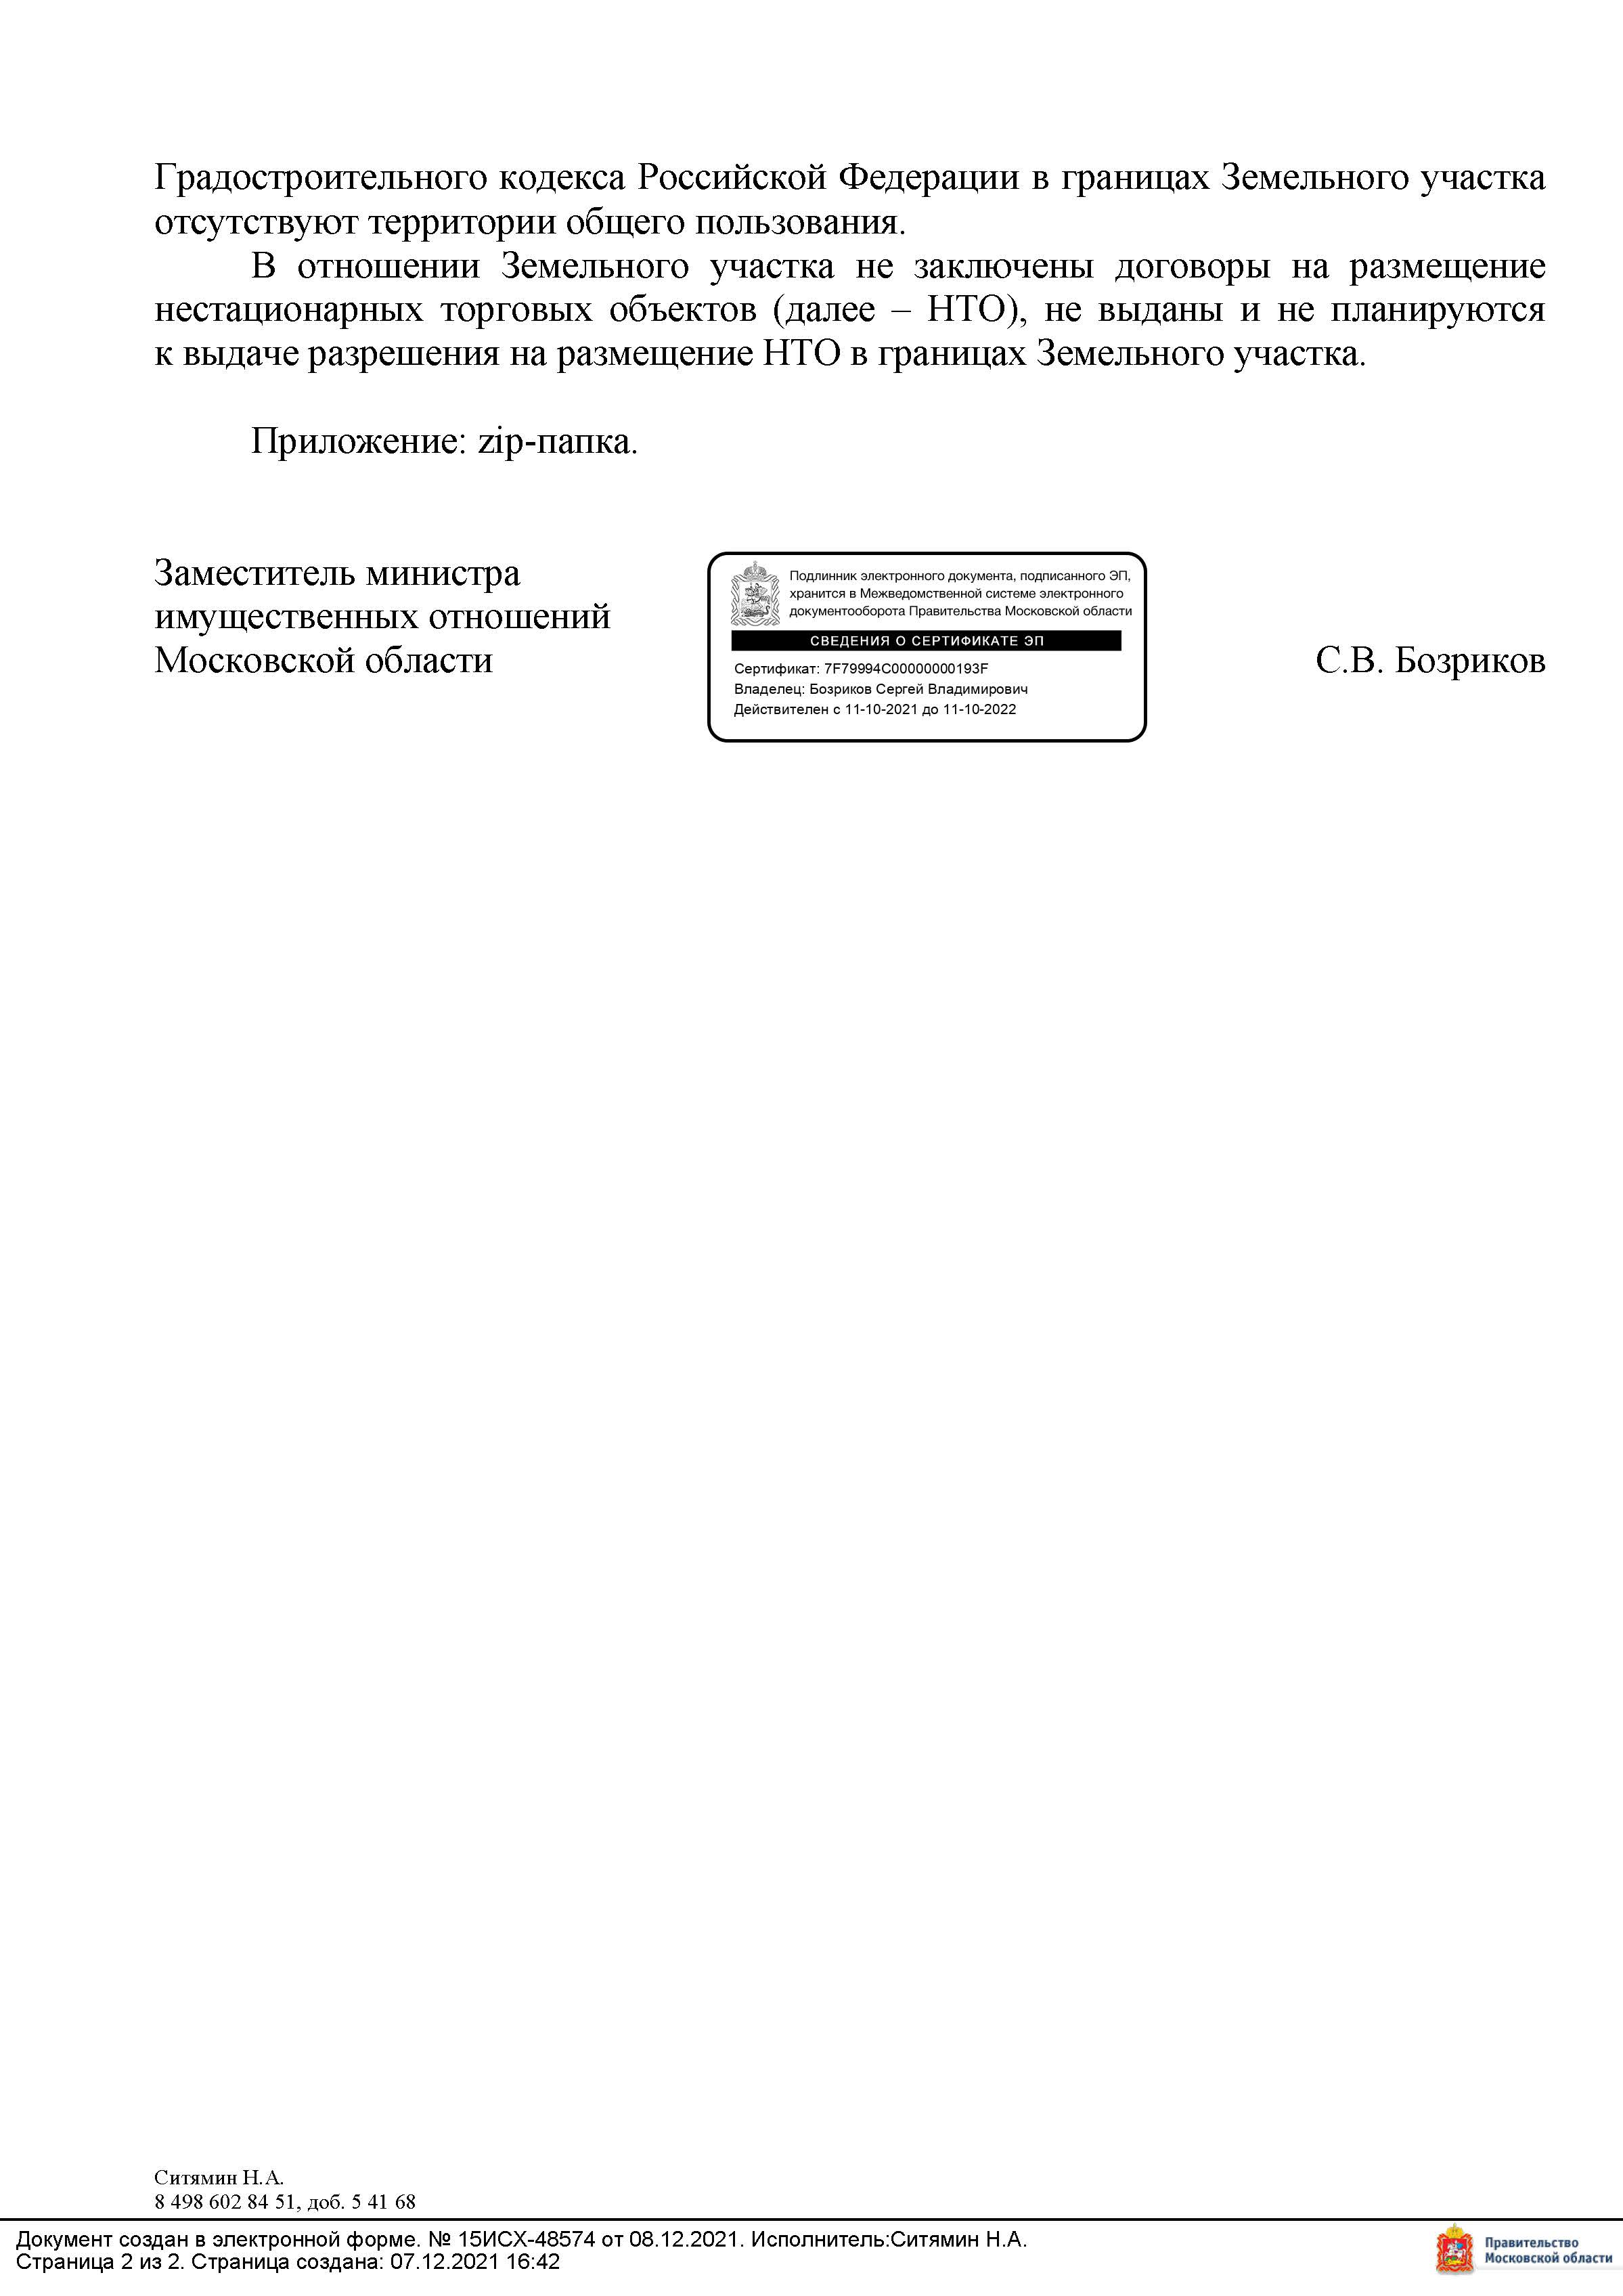 Градостроительного кодекса Российской Федерации в границах Земельного участка
отсутствуют территории общего пользования.
В отношении Земельного участка не заключены договоры на размещение
нестационарных торговых объектов (далее – НТО), не выданы и не планируются
к выдаче разрешения на размещение НТО в границах Земельного участка.
Приложение: zip-папка.
Заместитель министра
имущественных отношений
Московской области
Подлинник электронного документа, подписанного ЭП,
хранится в Межведомственной системе электронного
документооборота Правительства Московской области
СВЕДЕНИЯ О СЕРТИФИКАТЕ ЭП
Сертификат: 7F79994C00000000193F
Владелец: Бозриков Сергей Владимирович
Действителен с 11-10-2021 до 11-10-2022
С.В. Бозриков
Ситямин Н.А.
8 498 602 84 51, доб. 5 41 68
Документ создан в электронной форме. № 15ИСХ-48574 от 08.12.2021. Исполнитель:Ситямин Н.А.
Страница 2 из 2. Страница создана: 07.12.2021 16:42
Правительство
Московской области